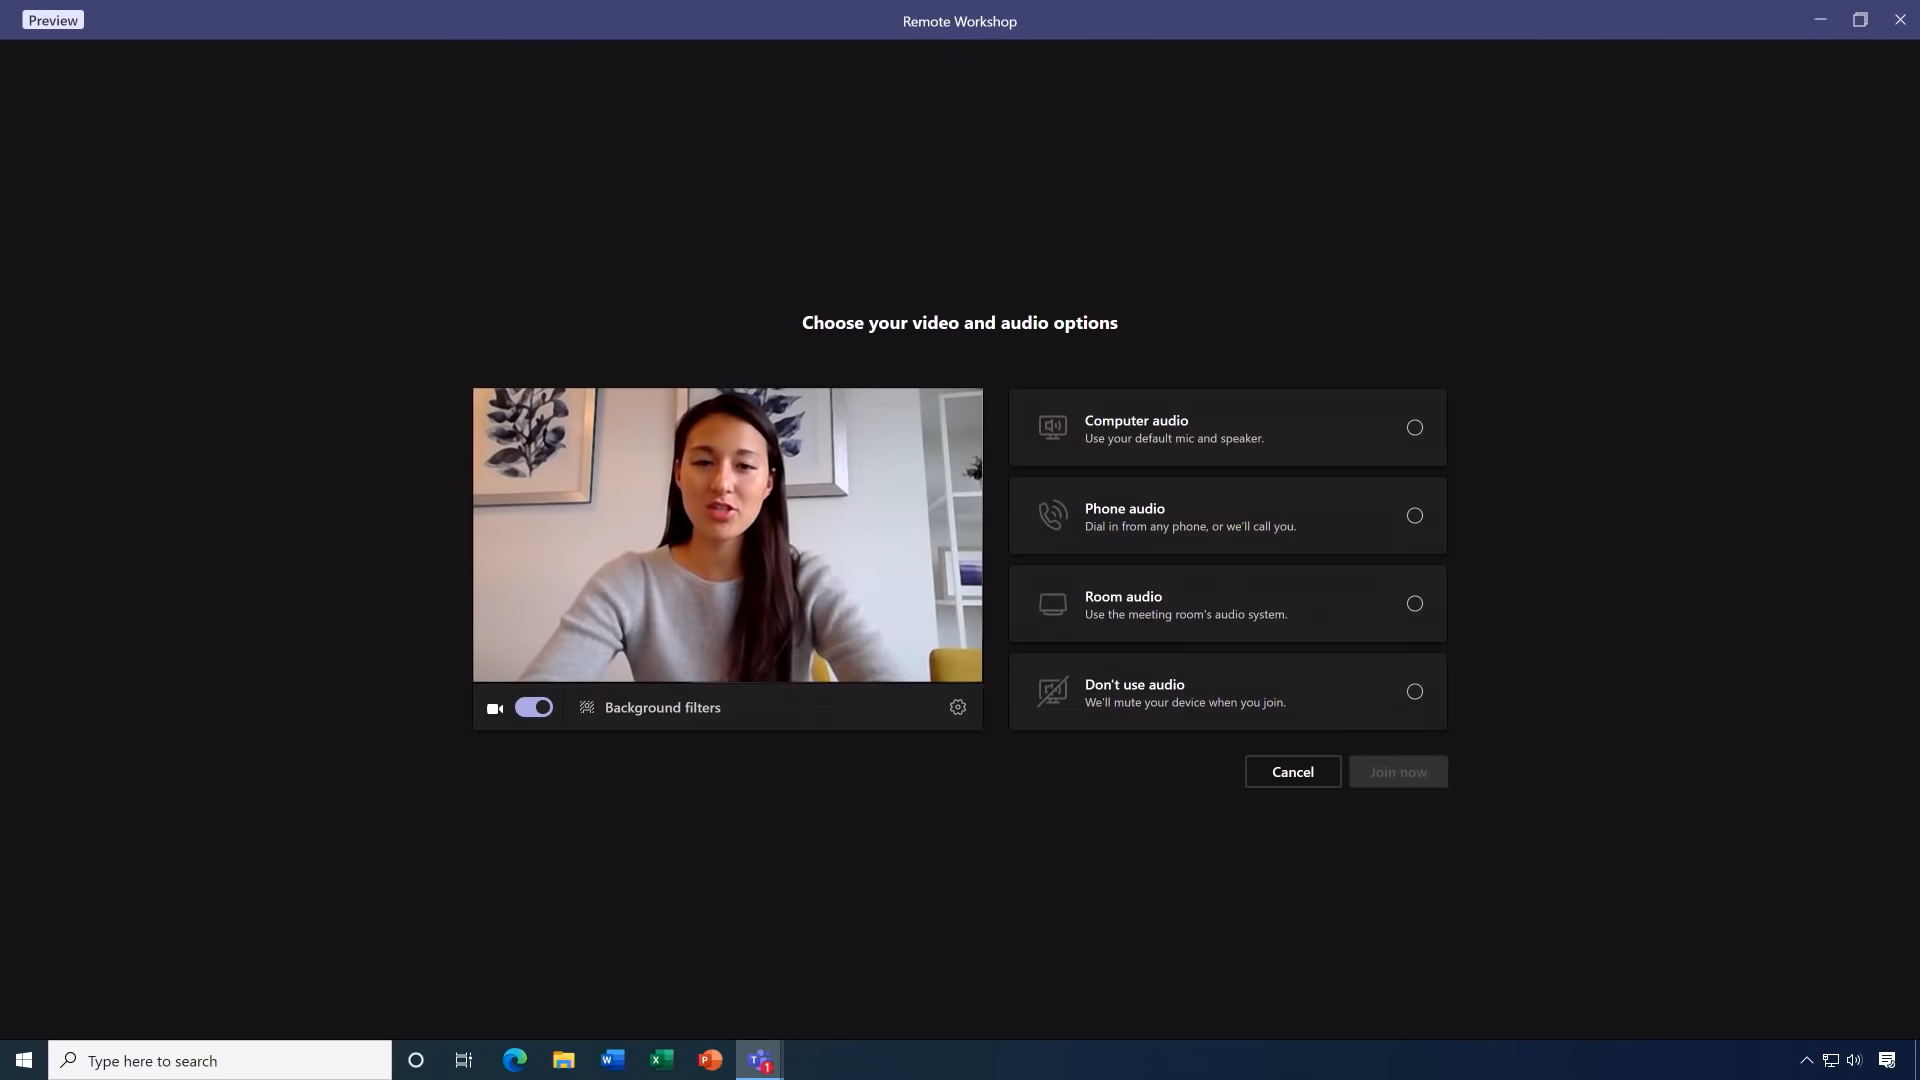 Preview
Remote Workshop
Choose your video and audio options
Computer audio
Use your default mic and speaker.
Phone audio
Dial in from any phone, or we'll call you.
Room audio
Use the meeting room's audio system.
Don't use audio
We'll mute your device when you join.
Background filters
Cancel
Join now
Type here to search
W
X
P
T
1